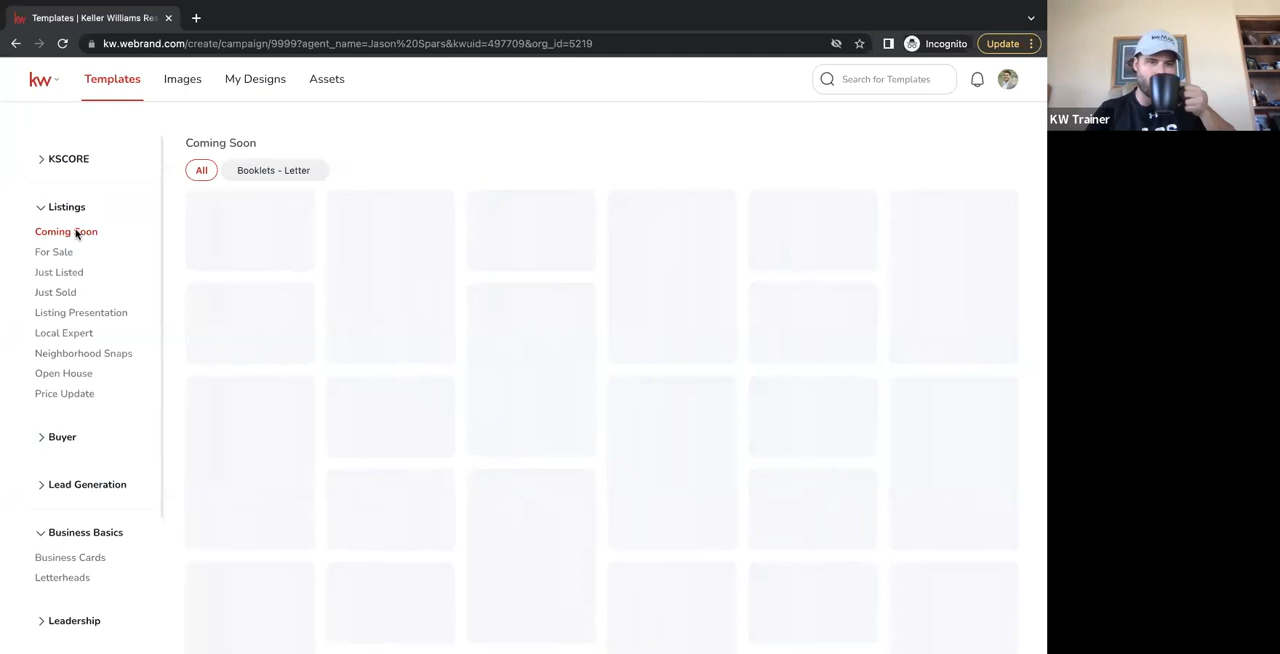 Templates | Keller Williams Rea
kw.webrand.com/create/campaign/9999?agent_name=Jason%20Spars&kwuid=497709&org_id=5219
Incognito
Update
kw
Templates
Images
My Designs
Assets
Search for Templates
KW Trainer
KSCORE
Listings
Coming Soon
For Sale
Just Listed
Just Sold
Listing Presentation
Local Expert
Neighborhood Snaps
Open House
Price Update
Buyer
Lead Generation
Business Basics
Business Cards
Letterheads
Leadership
Coming Soon
All
Booklets - Letter